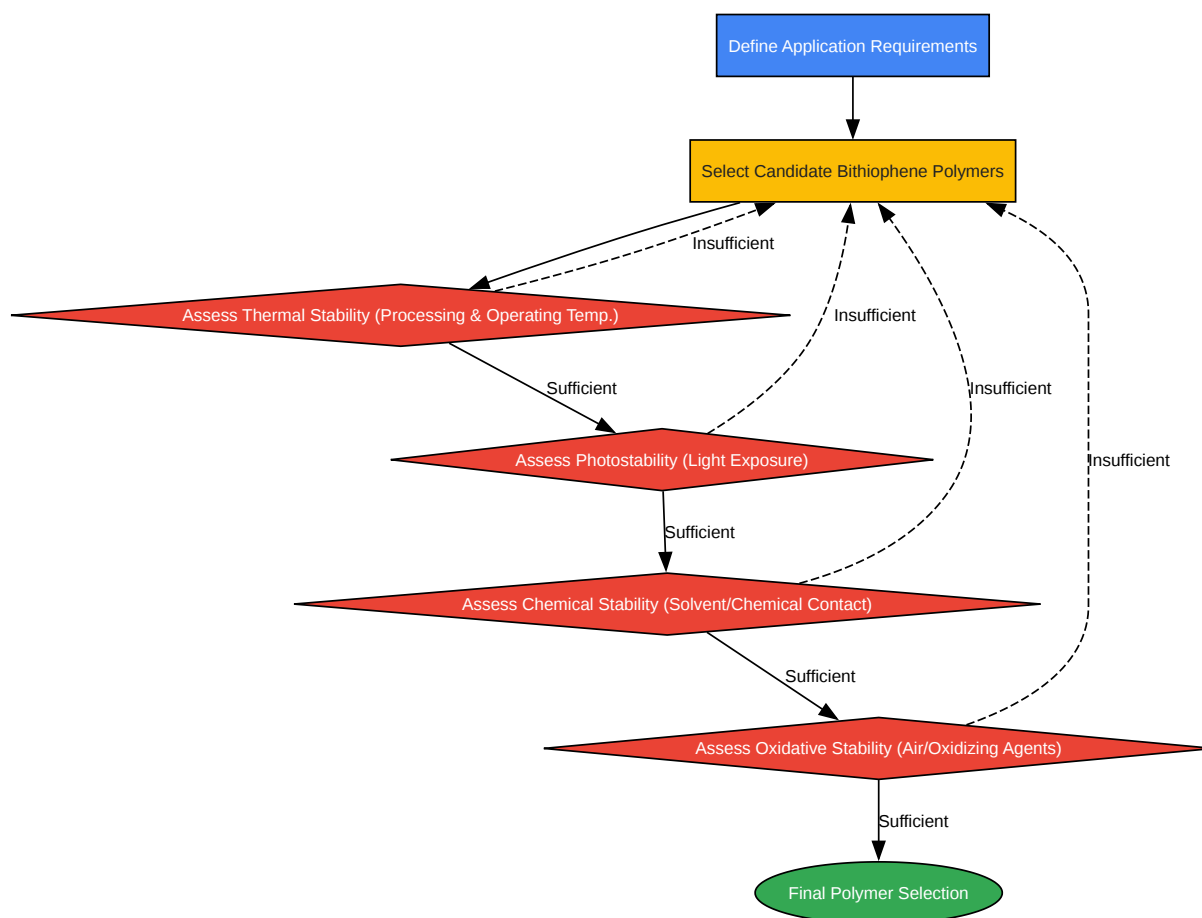 Define Application Requirements
Select Candidate Bithiophene Polymers
Insufficient
Assess Thermal Stability (Processing & Operating Temp.)
Insufficient
Sufficient
Insufficient
Assess Photostability (Light Exposure)
Insufficient
Sufficient
Assess Chemical Stability (Solvent/Chemical Contact)
Sufficient
Assess Oxidative Stability (Air/Oxidizing Agents)
Sufficient
Final Polymer Selection